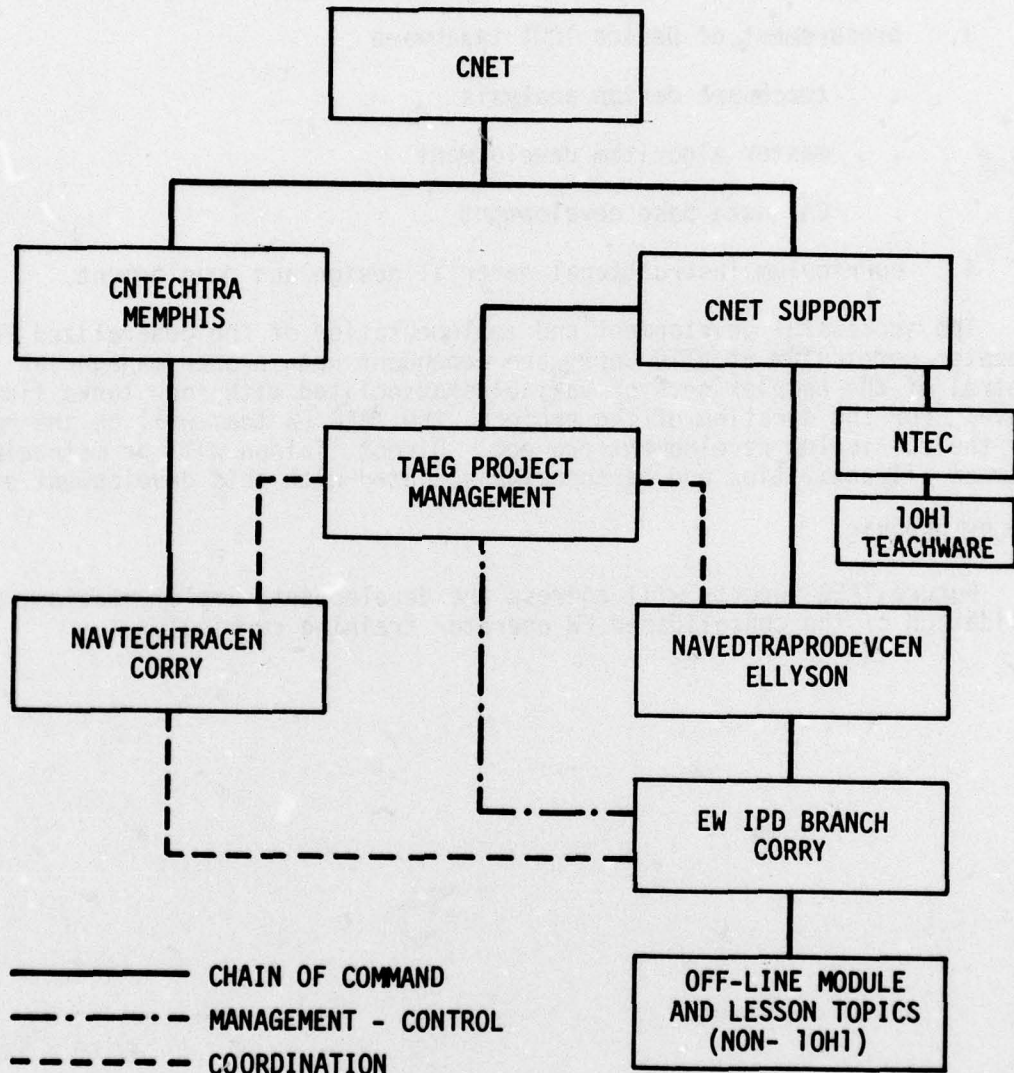 CNET
CNTECHTRA
MEMPHIS
CNET SUPPORT
NTEC
10H1
TEACHWARE
TAEG PROJECT
MANAGEMENT
NAVTECHTRACEN
CORRY
NAVEDTRAPRODEVCEN
ELLYSON
EW IPD BRANCH
CORRY
OFF-LINE MODULE
AND LESSON TOPICS
(NON- 10H1)
CHAIN OF COMMAND
MANAGEMENT - CONTROL
COORDINATION